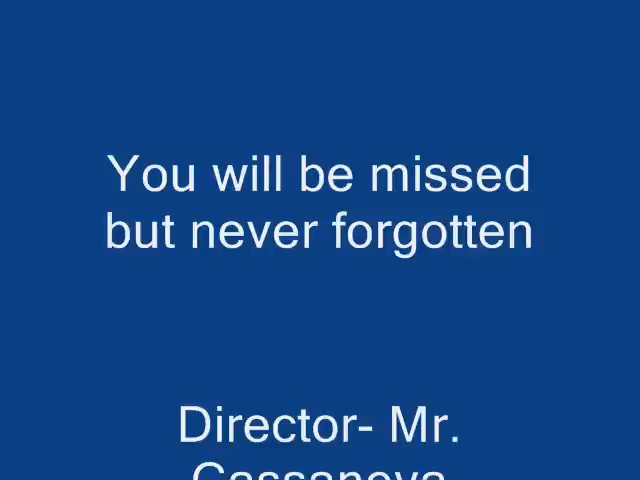 You will be missed
but never forgotten
Director- Mr.
Cassanova